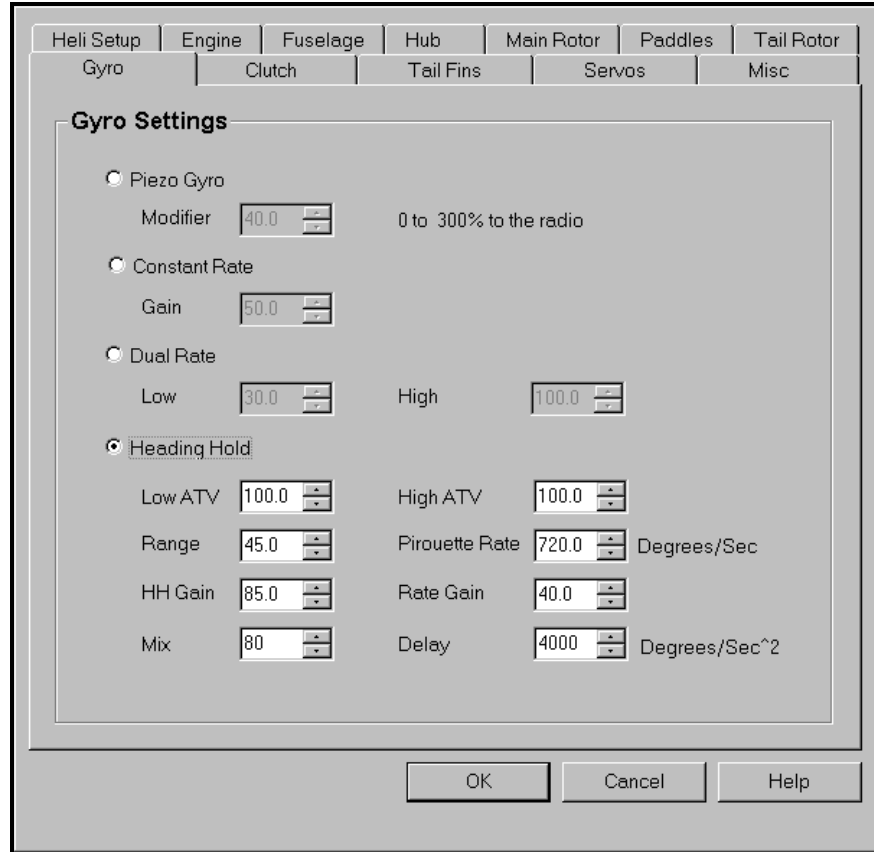 Heli Setup Engine Fuselage Hub Main Rotor Paddles Tail Rotor
Gyro Clutch Tail Fins Servos Misc
Gyro Settings
Piezo Gyro
Modifier 40.0 0 to 300% to the radio
Constant Rate
Gain 50.0
Dual Rate
Low 30.0 High 100.0
Heading Hold
Low ATV 100.0 High ATV 100.0
Range 45.0 Pirouette Rate 720.0 Degrees/Sec
HH Gain 85.0 Rate Gain 40.0
Mix 80 Delay 4000 Degrees/Sec^2
OK Cancel Help